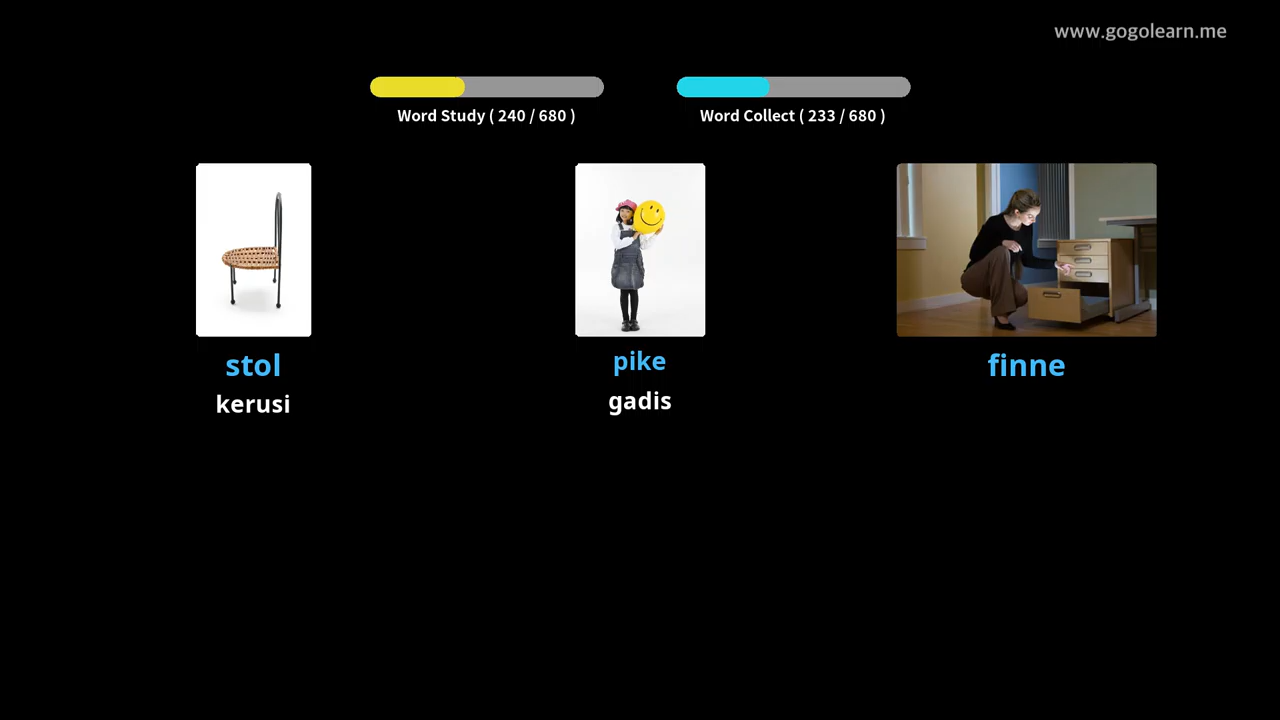 www.gogolearn.me
Word Study ( 240 / 680 )
Word Collect ( 233 / 680 )
stol
kerusi
pike
gadis
finne